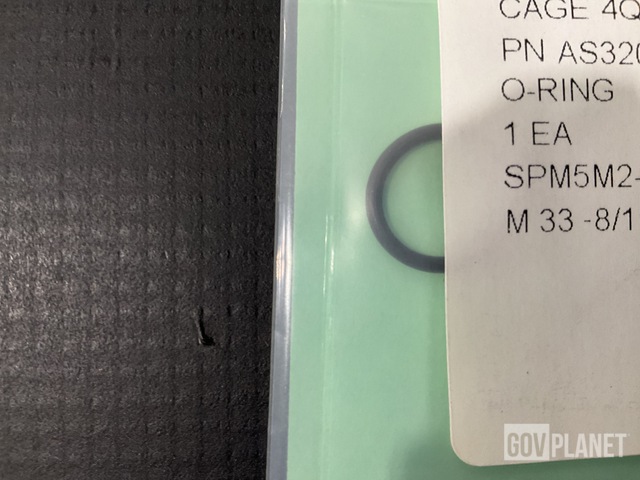 CAGE 4Q
PN AS320
O-RING
1 EA
SPM5M2-
M 33 -8/1
GOVPLANET